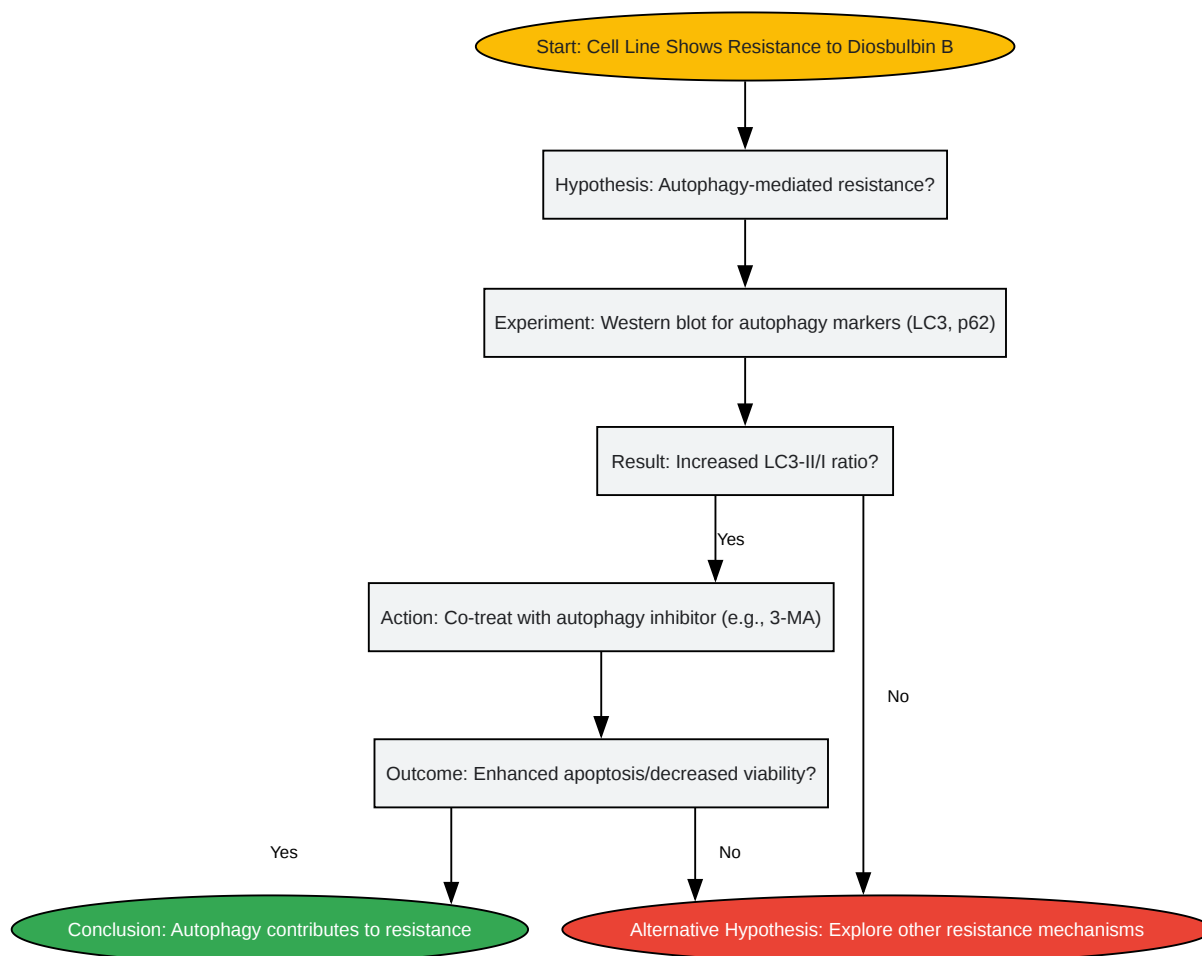 Start: Cell Line Shows Resistance to Diosbulbin B
Hypothesis: Autophagy-mediated resistance?
Experiment: Western blot for autophagy markers (LC3, p62)
Result: Increased LC3-II/I ratio?
Yes
Action: Co-treat with autophagy inhibitor (e.g., 3-MA)
No
Outcome: Enhanced apoptosis/decreased viability?
Yes
No
Conclusion: Autophagy contributes to resistance
Alternative Hypothesis: Explore other resistance mechanisms